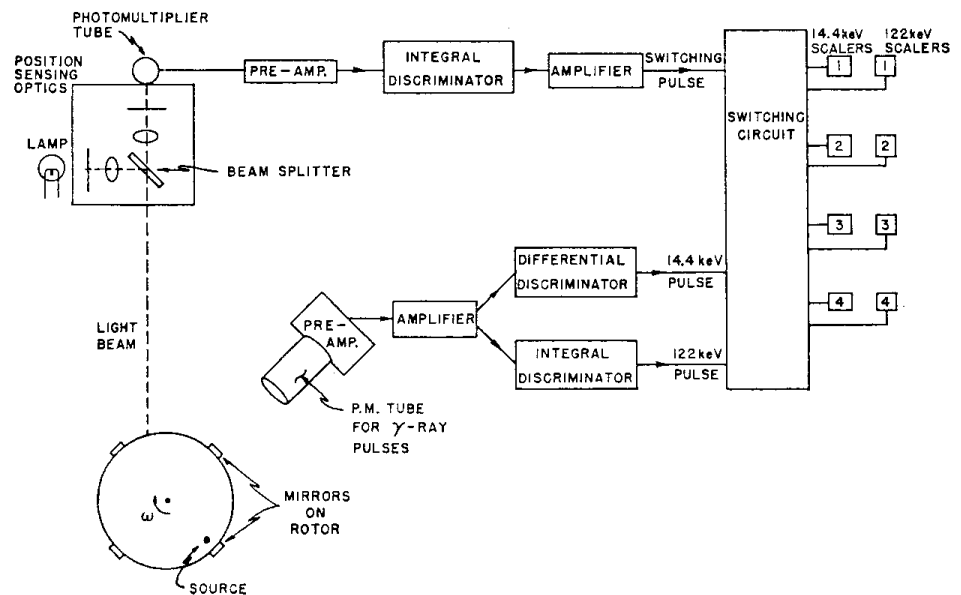 PHOTOMULTIPLIER
TUBE
POSITION
SENSING
OPTICS
LAMP
BEAM SPLITTER
PRE-AMP.
INTEGRAL
DISCRIMINATOR
AMPLIFIER
SWITCHING
PULSE
SWITCHING
CIRCUIT
14.4keV
SCALERS
122keV
SCALERS
1
1
2
2
3
3
4
4
LIGHT
BEAM
PRE-
AMP.
AMPLIFIER
DIFFERENTIAL
DISCRIMINATOR
14.4 keV
PULSE
INTEGRAL
DISCRIMINATOR
122keV
PULSE
P.M. TUBE
FOR γ-RAY
PULSES
MIRRORS
ON
ROTOR
ω
SOURCE